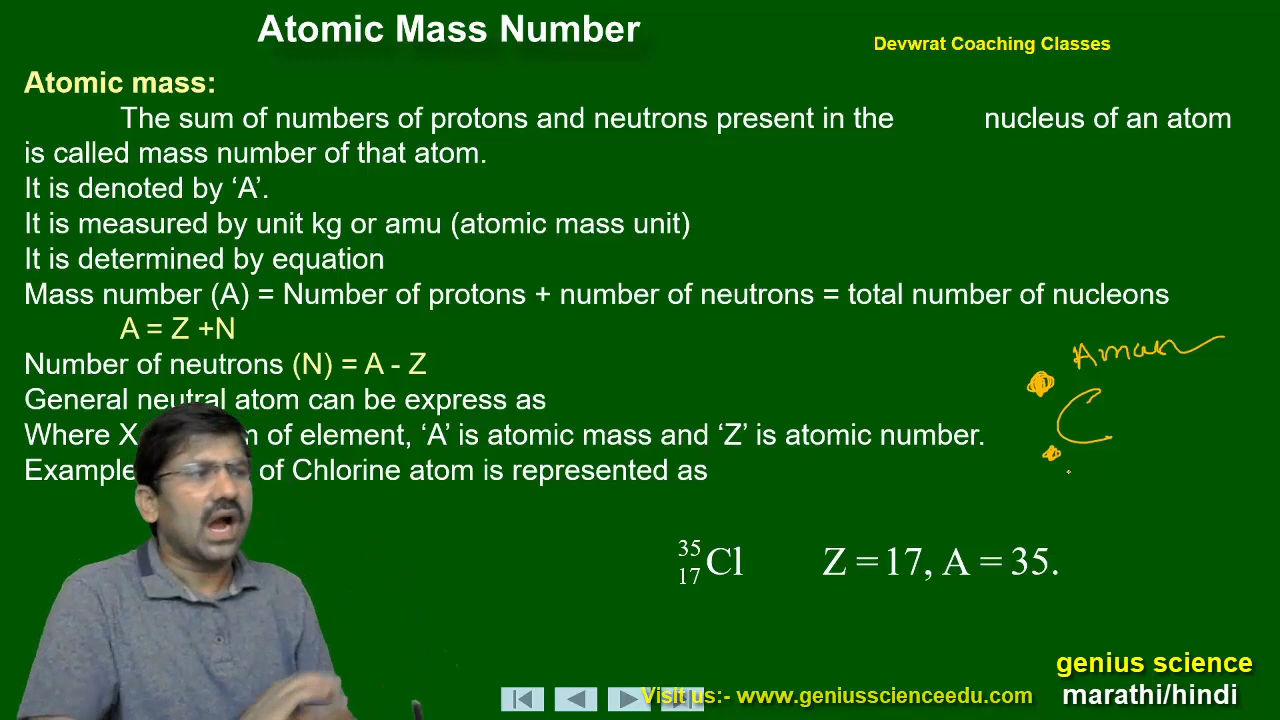 Atomic Mass Number
Devwrat Coaching Classes
Atomic mass:
The sum of numbers of protons and neutrons present in the nucleus of an atom
is called mass number of that atom.
It is denoted by ‘A’.
It is measured by unit kg or amu (atomic mass unit)
It is determined by equation
Mass number (A) = Number of protons + number of neutrons = total number of nucleons
A = Z +N
Number of neutrons (N) = A - Z
General neutral atom can be express as
Where X of element, ‘A’ is atomic mass and ‘Z’ is atomic number.
Example of Chlorine atom is represented as
Aman
C
35
17 Cl Z = 17, A = 35.
genius science
marathi/hindi
Visit us:- www.geniusscienceedu.com